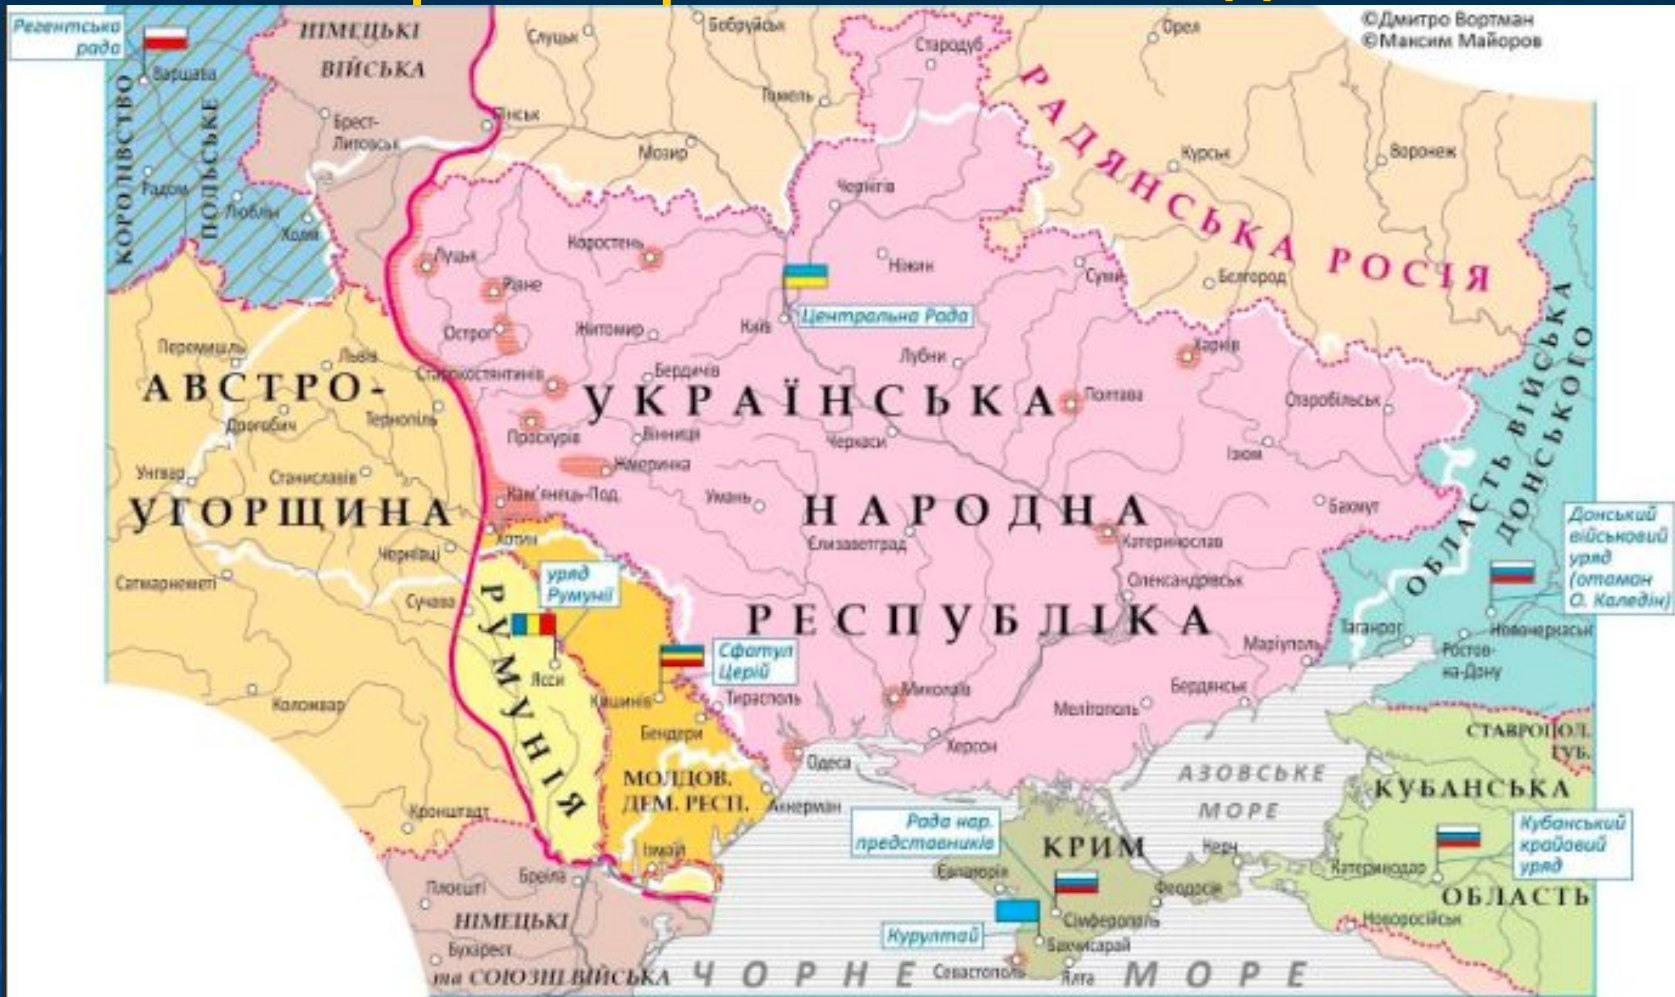 ©Дмитро Вортман
©Максим Майоров
Регентська
рада
НІМЕЦЬКІ
ВІЙСЬКА
Слуцьк
Бобруйськ
Стародуб
Орел
Варшава
КОРОЛІВСТВО
ПОЛЬСЬКЕ
Брест-
Литовськ
Пінськ
Гомель
Мозир
РАДЯНСЬКА РОСІЯ
Курськ
Воронеж
Радом
Люблін
Холм
Чернігів
Луцьк
Коростень
Ніжин
Суми
Бєлгород
Рівне
Острог
Житомир
Київ
Центральна Рада
Лубни
Харків
Перемишль
Львів
Старокостянтинів
Бердичів
АВСТРО-
УГОРЩИНА
УКРАЇНСЬКА
НАРОДНА
РЕСПУБЛІКА
Полтава
Старобільськ
Дрогобич
Тернопіль
Проскурів
Вінниця
Черкаси
Ізюм
Унгвар
Станиславів
Жмеринка
Кам'янець-Под.
Умань
Бахмут
ОБЛАСТЬ ВІЙСЬКА
ДОНСЬКОГО
Хотин
Чернівці
Єлизаветград
Катеринослав
Донський
військовий
уряд
(отаман
О. Каледін)
Сатмарнеметі
Сучава
уряд
Румунії
РУМУНІЯ
Олександрівськ
Таганрог
Новочеркаськ
Маріуполь
Ростов-
на-Дону
Сфатул
Церій
Ясси
Кишинів
Тирасполь
Миколаїв
Бердянськ
Мелітополь
Коложвар
Бендери
Херсон
Одеса
СТАВРОПОЛ.
ГУБ.
МОЛДОВ.
ДЕМ. РЕСП.
Аккерман
АЗОВСЬКЕ
МОРЕ
КУБАНСЬКА
ОБЛАСТЬ
Кронштадт
Рада нар.
представників
КРИМ
Керч
Кубанський
крайовий
уряд
Ізмаїл
Євпаторія
Феодосія
Катеринодар
Бреїла
Плоєшті
Сімферополь
Новоросійськ
НІМЕЦЬКІ
та СОЮЗНІ ВІЙСЬКА
Бухарест
Курултай
Бахчисарай
Севастополь
Ялта
ЧОРНЕ МОРЕ